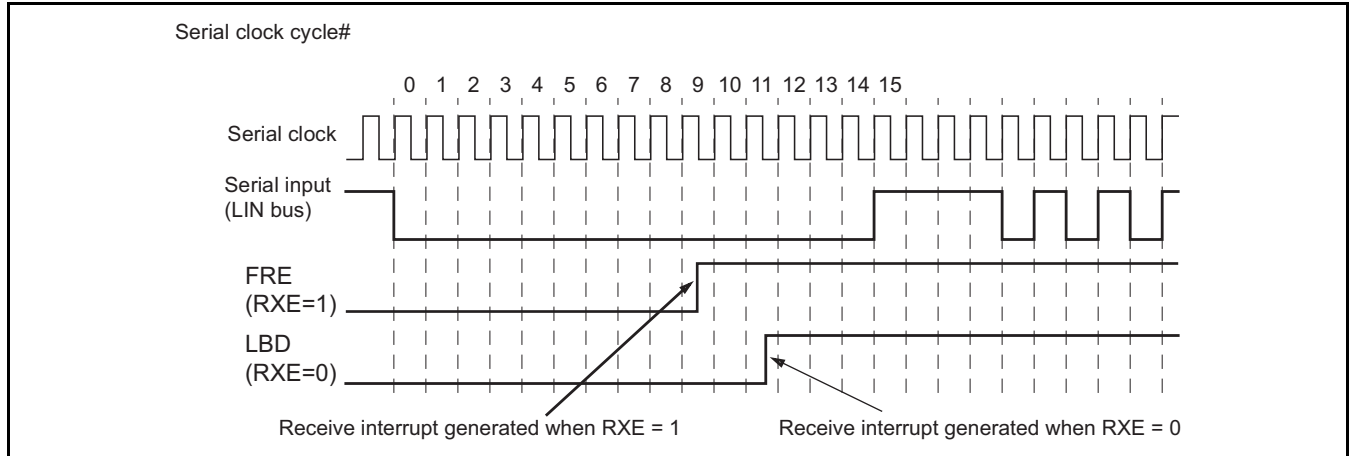 Serial clock cycle#
0 1 2 3 4 5 6 7 8 9 10 11 12 13 14 15
Serial clock
Serial input
(LIN bus)
FRE
(RXE=1)
LBD
(RXE=0)
Receive interrupt generated when RXE = 1 Receive interrupt generated when RXE = 0